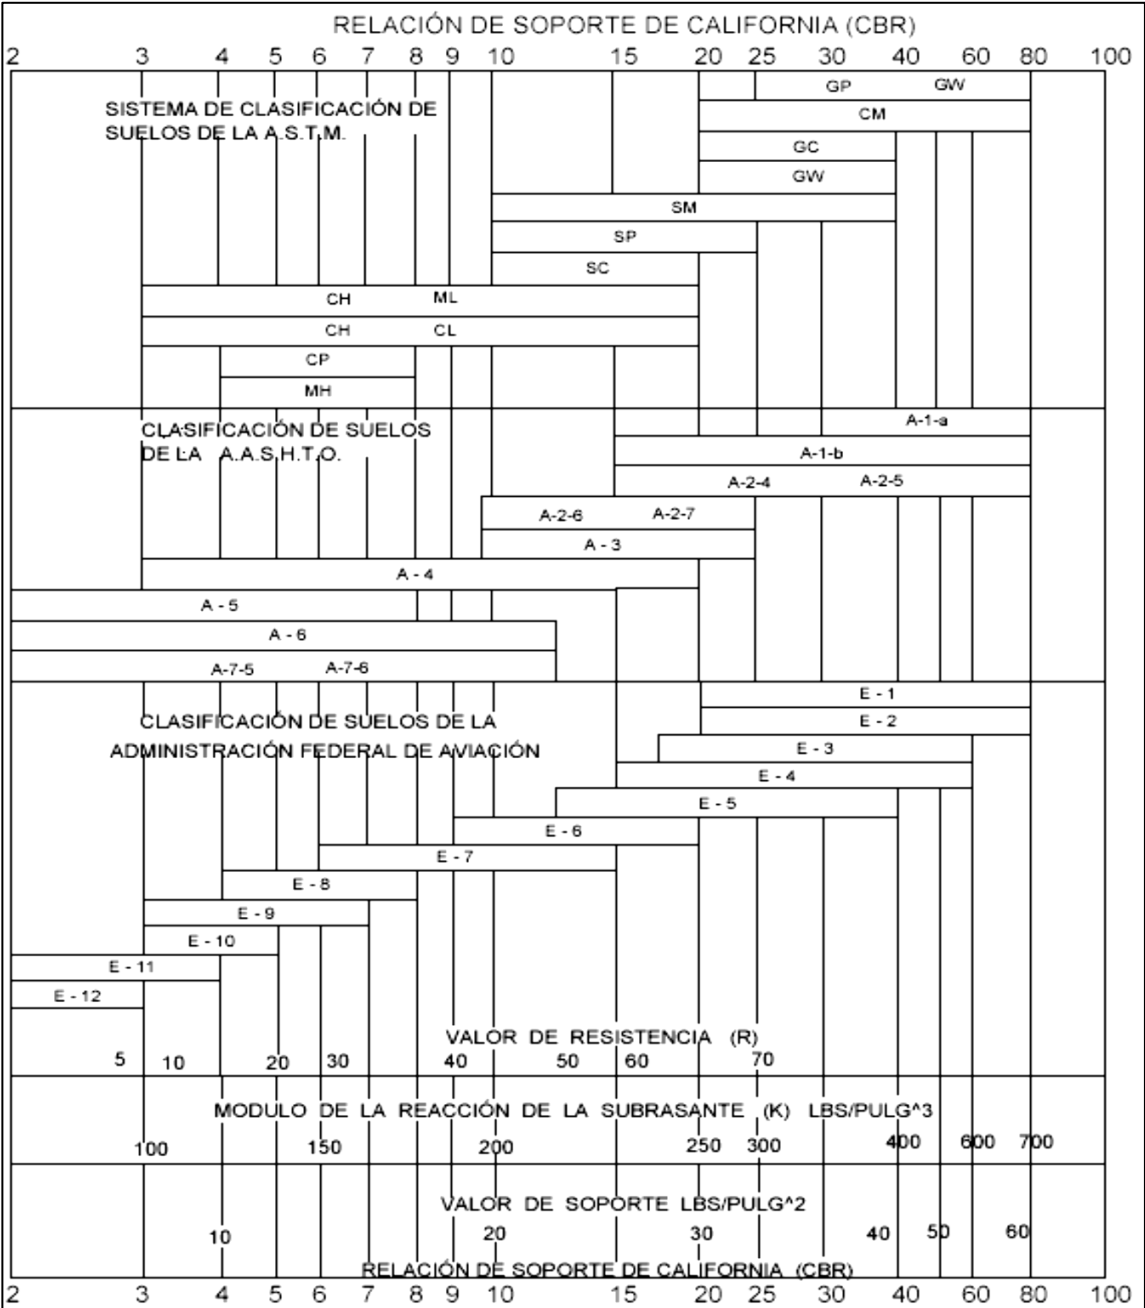 RELACIÓN DE SOPORTE DE CALIFORNIA (CBR)
2 3 4 5 6 7 8 9 10 15 20 25 30 40 50 60 80 100
GP GW
SISTEMA DE CLASIFICACIÓN DE
SUELOS DE LA A.S.T.M.
CM
GC
GW
SM
SP
SC
CH ML
CH CL
CP
MH
CLASIFICACIÓN DE SUELOS
DE LA A.A.S.H.T.O.
A-1-a
A-1-b
A-2-4 A-2-5
A-2-6 A-2-7
A - 3
A - 4
A - 5
A - 6
A-7-5 A-7-6
CLASIFICACIÓN DE SUELOS DE LA
ADMINISTRACIÓN FEDERAL DE AVIACIÓN
E - 1
E - 2
E - 3
E - 4
E - 5
E - 6
E - 7
E - 8
E - 9
E - 10
E - 11
E - 12
VALOR DE RESISTENCIA (R)
5 10 20 30 40 50 60 70
MODULO DE LA REACCIÓN DE LA SUBRASANTE (K) LBS/PULG^3
100 150 200 250 300 400 600 700
VALOR DE SOPORTE LBS/PULG^2
10 20 30 40 50 60
RELACIÓN DE SOPORTE DE CALIFORNIA (CBR)
2 3 4 5 6 7 8 9 10 15 20 25 30 40 50 60 80 100